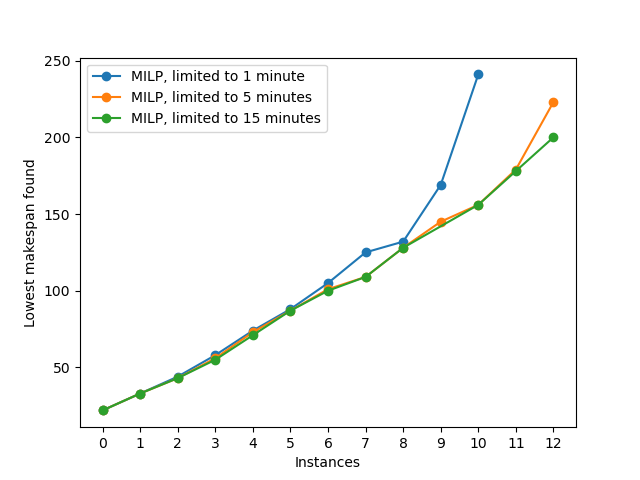 250
200
150
100
50
Lowest makespan found
MILP, limited to 1 minute
MILP, limited to 5 minutes
MILP, limited to 15 minutes
0 1 2 3 4 5 6 7 8 9 10 11 12
Instances